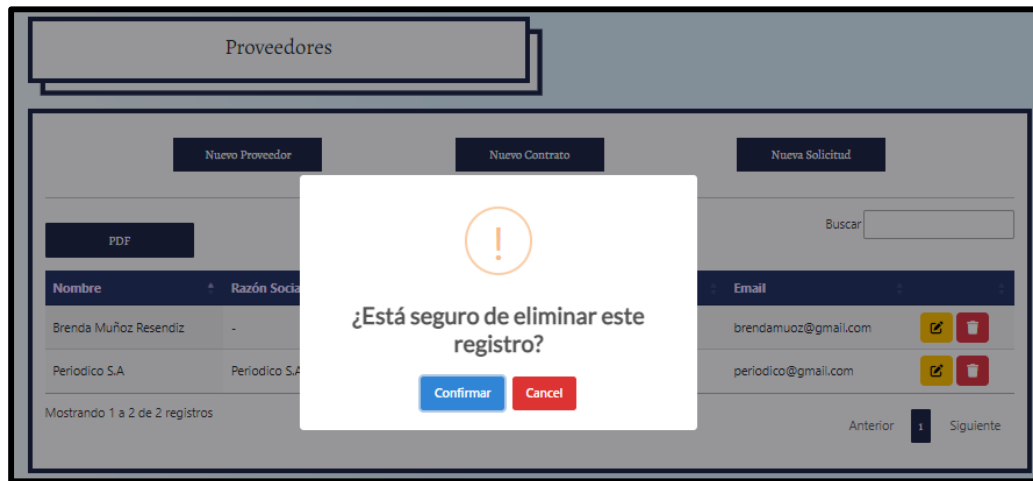 Proveedores
Nuevo Proveedor Nuevo Contrato Nueva Solicitud
!
PDF
Buscar
Nombre Razón Socia Email
¿Está seguro de eliminar este
registro?
Brenda Muñoz Resendiz - brendamuoz@gmail.com
Periodico S.A Periodico S.A periodico@gmail.com
Confirmar Cancel
Mostrando 1 a 2 de 2 registros
Anterior 1 Siguiente